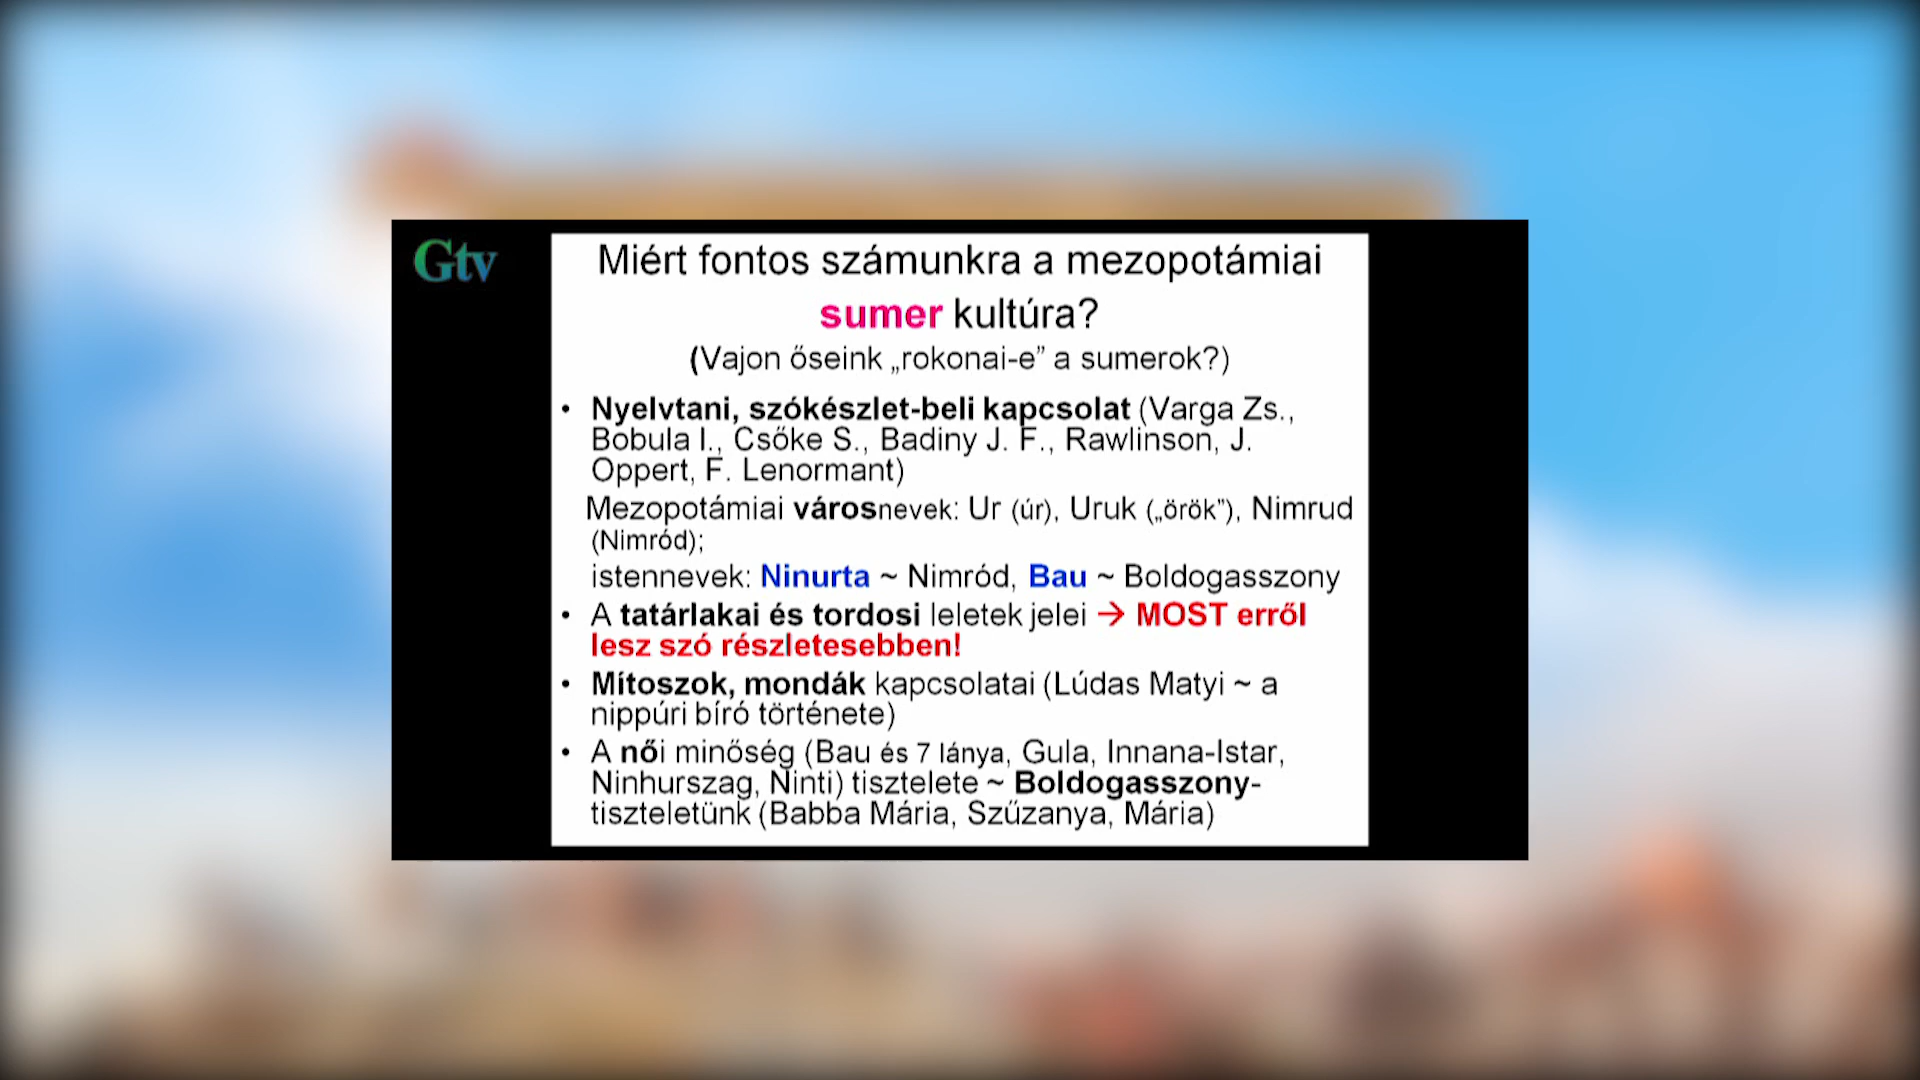 Gtv
Miért fontos számunkra a mezopotámiai
sumer kultúra?
(Vajon őseink „rokonai-e” a sumerok?)
• Nyelvtani, szókészlet-beli kapcsolat (Varga Zs.,
Bobula I., Csőke S., Badiny J. F., Rawlinson, J.
Oppert, F. Lenormant)
Mezopotámiai városnevek: Ur (úr), Uruk („örök”), Nimrud
(Nimród);
istennevek: Ninurta ~ Nimród, Bau ~ Boldogasszony
• A tatárlakai és tordosi leletek jelei → MOST erről
lesz szó részletesebben!
• Mítoszok, mondák kapcsolatai (Lúdas Matyi ~ a
nippúri bíró története)
• A női minőség (Bau és 7 lánya, Gula, Innana-Istar,
Ninhurszag, Ninti) tisztelete ~ Boldogasszony-
tiszteletünk (Babba Mária, Szűzanya, Mária)